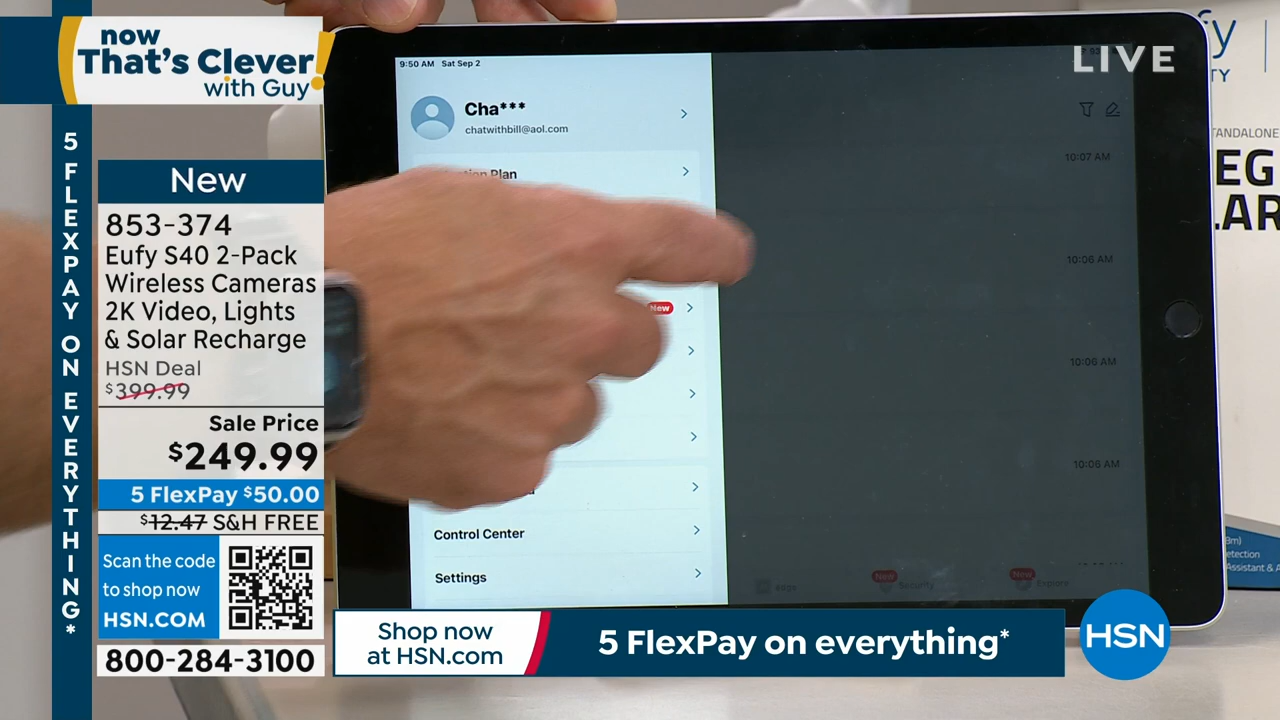 now
That's Clever!
with Guy
5 FLEXPAY ON EVERYTHING*
New
853-374
Eufy S40 2-Pack
Wireless Cameras
2K Video, Lights
& Solar Recharge
HSN Deal
$399.99
Sale Price
$249.99
5 FlexPay $50.00
$12.47 S&H FREE
Scan the code
to shop now
HSN.COM
800-284-3100
9:50 AM Sat Sep 2
Cha***
chatwithbill@aol.com
Plan
New
Control Center
Settings
10:07 AM
10:06 AM
10:06 AM
10:06 AM
New
Security
New
LIVE
Shop now
at HSN.com
5 FlexPay on everything*
HSN